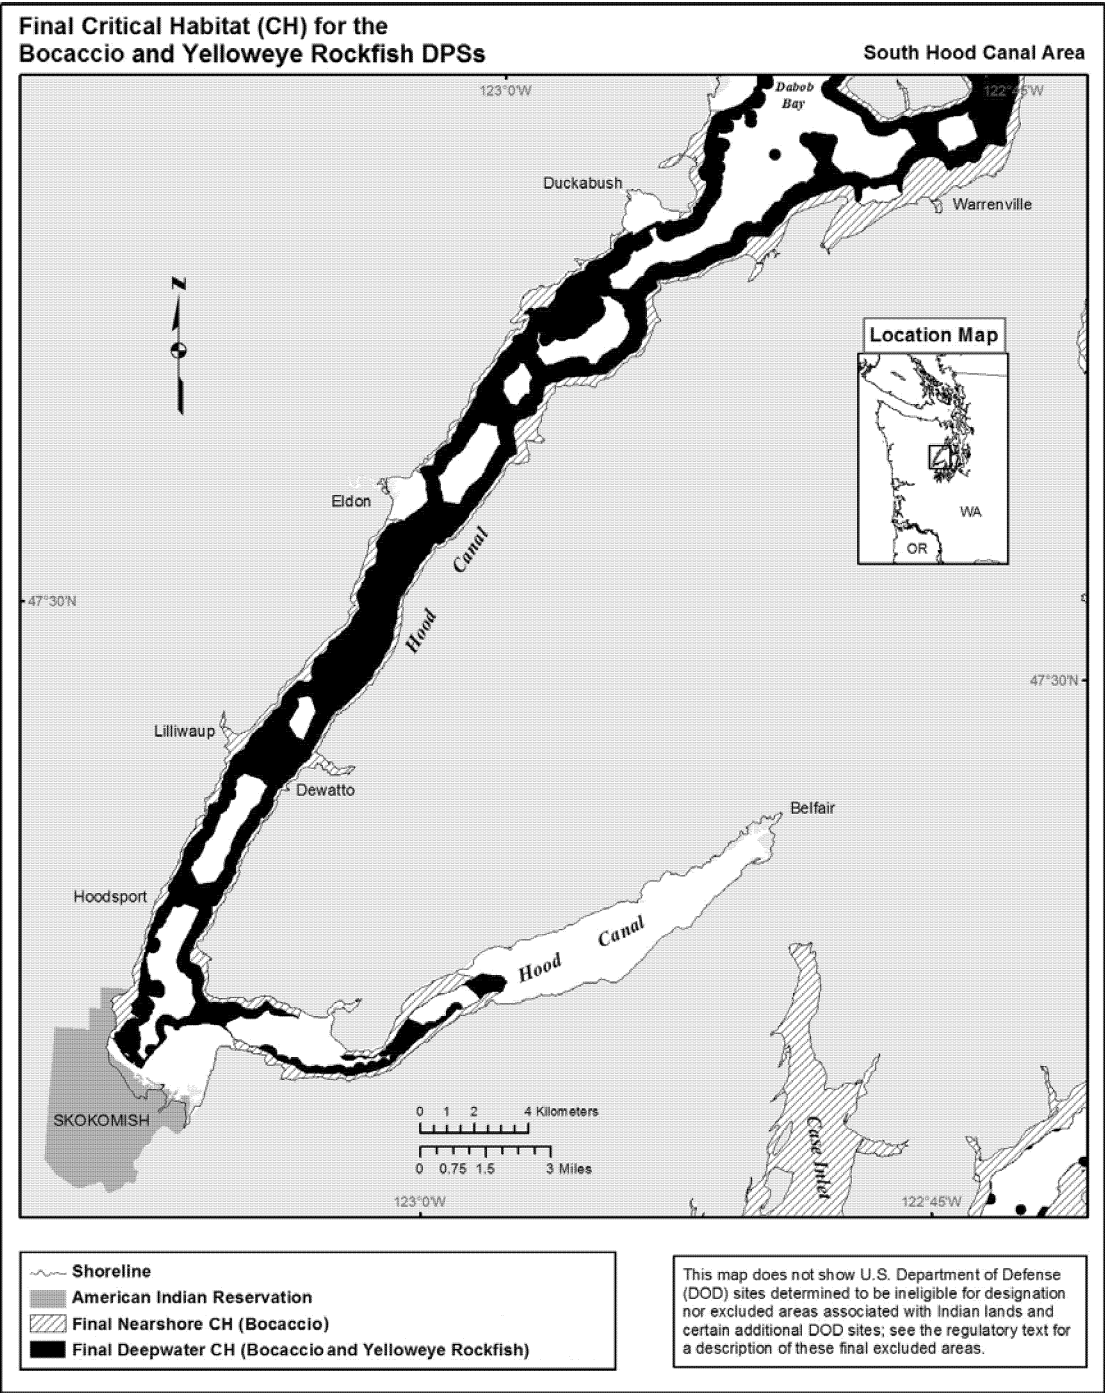 Final Critical Habitat (CH) for the
Bocaccio and Yelloweye Rockfish DPSs
South Hood Canal Area
123°0'W
Dabob
Bay
122°45'W
Duckabush
Warrenville
N
Location Map
WA
OR
Eldon
Canal
Hood
47°30'N
47°30'N
Lilliwaup
Dewatto
Belfair
Hoodsport
Hood Canal
SKOKOMISH
0 1 2 4 Kilometers
0 0.75 1.5 3 Miles
Case Inlet
123°0'W
122°45'W
Shoreline
American Indian Reservation
Final Nearshore CH (Bocaccio)
Final Deepwater CH (Bocaccio and Yelloweye Rockfish)
This map does not show U.S. Department of Defense
(DOD) sites determined to be ineligible for designation
nor excluded areas associated with Indian lands and
certain additional DOD sites; see the regulatory text for
a description of these final excluded areas.